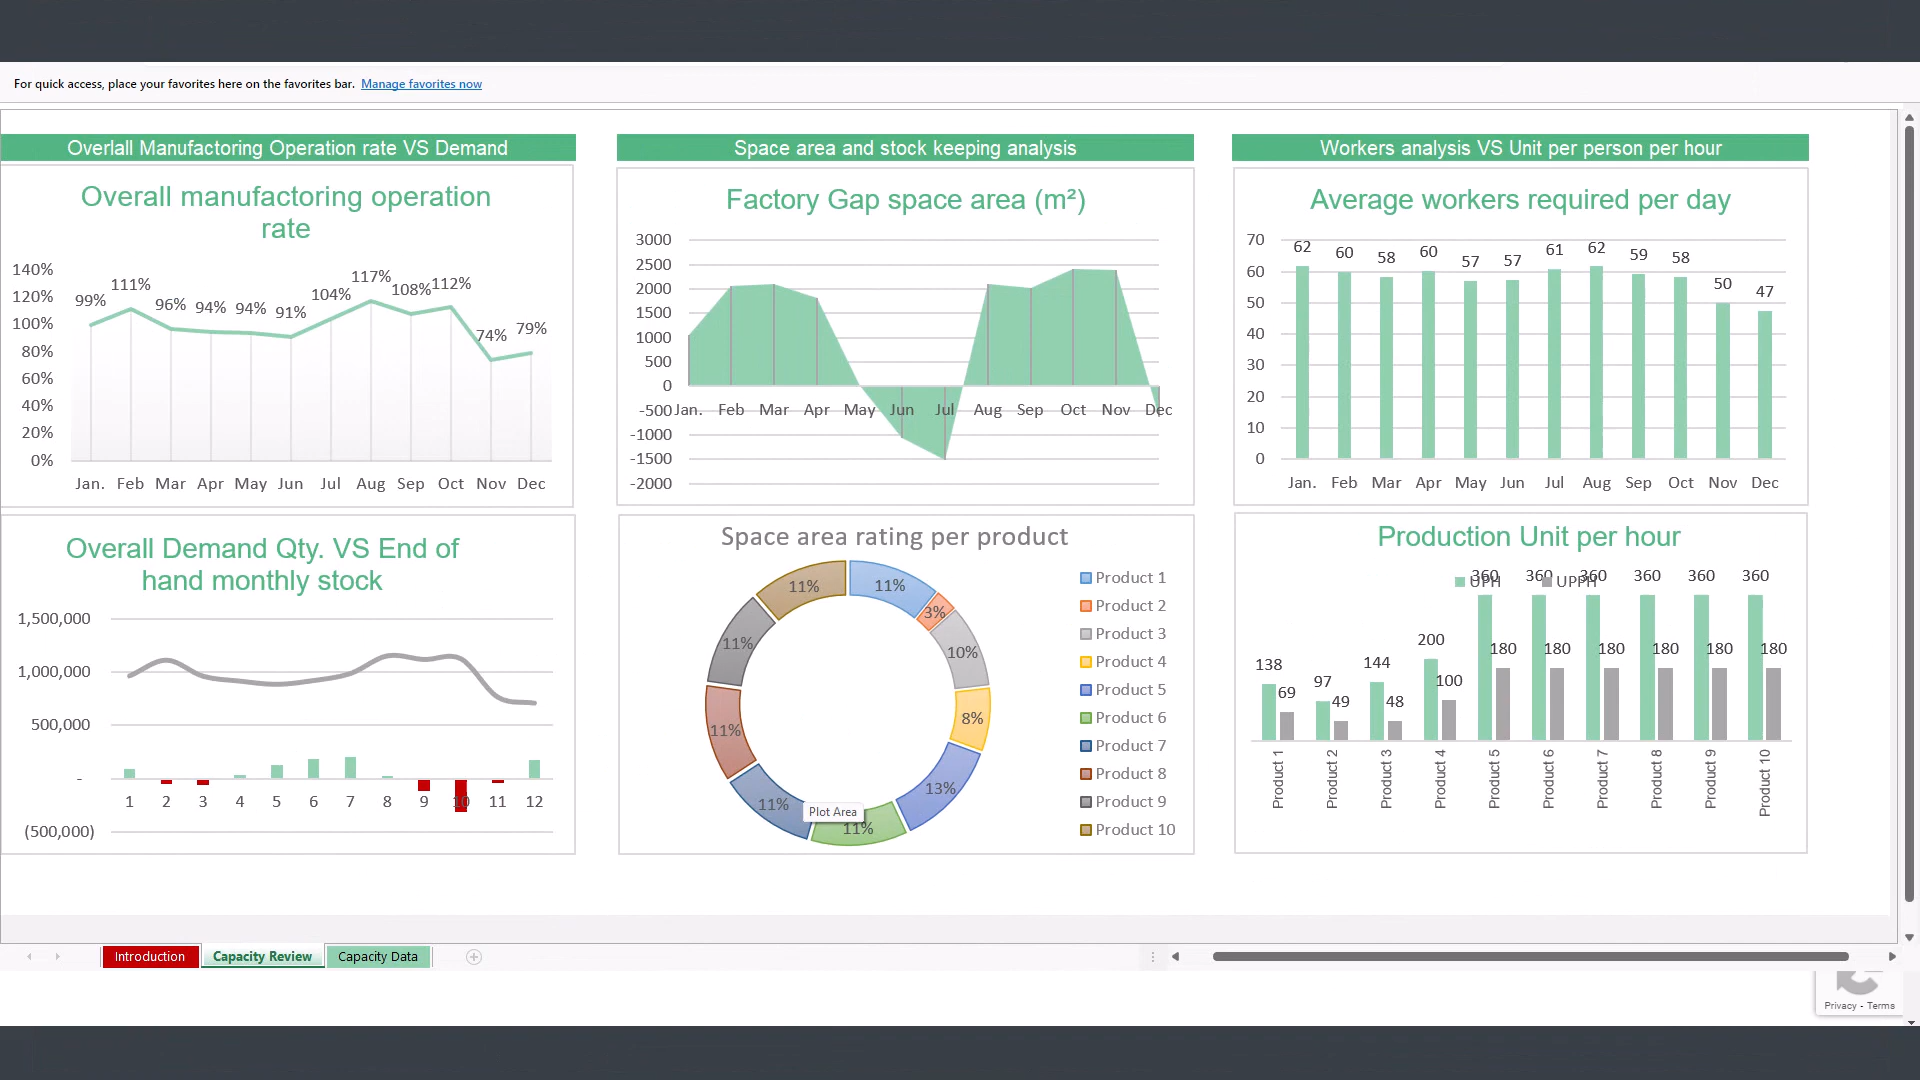 For quick access, place your favorites here on the favorites bar. Manage favorites now
Overlall Manufactoring Operation rate VS Demand
Overall manufactoring operation
rate
140%
120%
100%
80%
60%
40%
20%
0%
99%
111%
96%
94%
94%
91%
104%
117%
108%
112%
74%
79%
Jan. Feb Mar Apr May Jun Jul Aug Sep Oct Nov Dec
Overall Demand Qty. VS End of
hand monthly stock
1,500,000
1,000,000
500,000
-
(500,000)
1 2 3 4 5 6 7 8 9 10 11 12
Space area and stock keeping analysis
Factory Gap space area (m²)
3000
2500
2000
1500
1000
500
0
-500
-1000
-1500
-2000
Jan. Feb Mar Apr May Jun Jul Aug Sep Oct Nov Dec
Space area rating per product
11%
3%
10%
8%
13%
11%
11%
11%
11%
11%
Plot Area
Product 1
Product 2
Product 3
Product 4
Product 5
Product 6
Product 7
Product 8
Product 9
Product 10
Workers analysis VS Unit per person per hour
Average workers required per day
70
60
50
40
30
20
10
0
62 60 58 60 57 57 61 62 59 58 50 47
Jan. Feb Mar Apr May Jun Jul Aug Sep Oct Nov Dec
Production Unit per hour
UPH UPPH
138 97 144 200 360 360 360 360 360 360
69 49 48 100 180 180 180 180 180 180
Product 1
Product 2
Product 3
Product 4
Product 5
Product 6
Product 7
Product 8
Product 9
Product 10
Introduction
Capacity Review
Capacity Data
Privacy - Terms